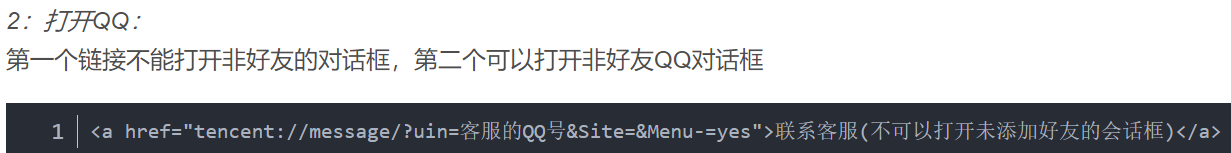 2：打开QQ：
第一个链接不能打开非好友的对话框，第二个可以打开非好友QQ对话框
1 <a href="tencent://message/?uin=客服的QQ号&Site=&Menu-=yes">联系客服(不可以打开未添加好友的会话框)</a>